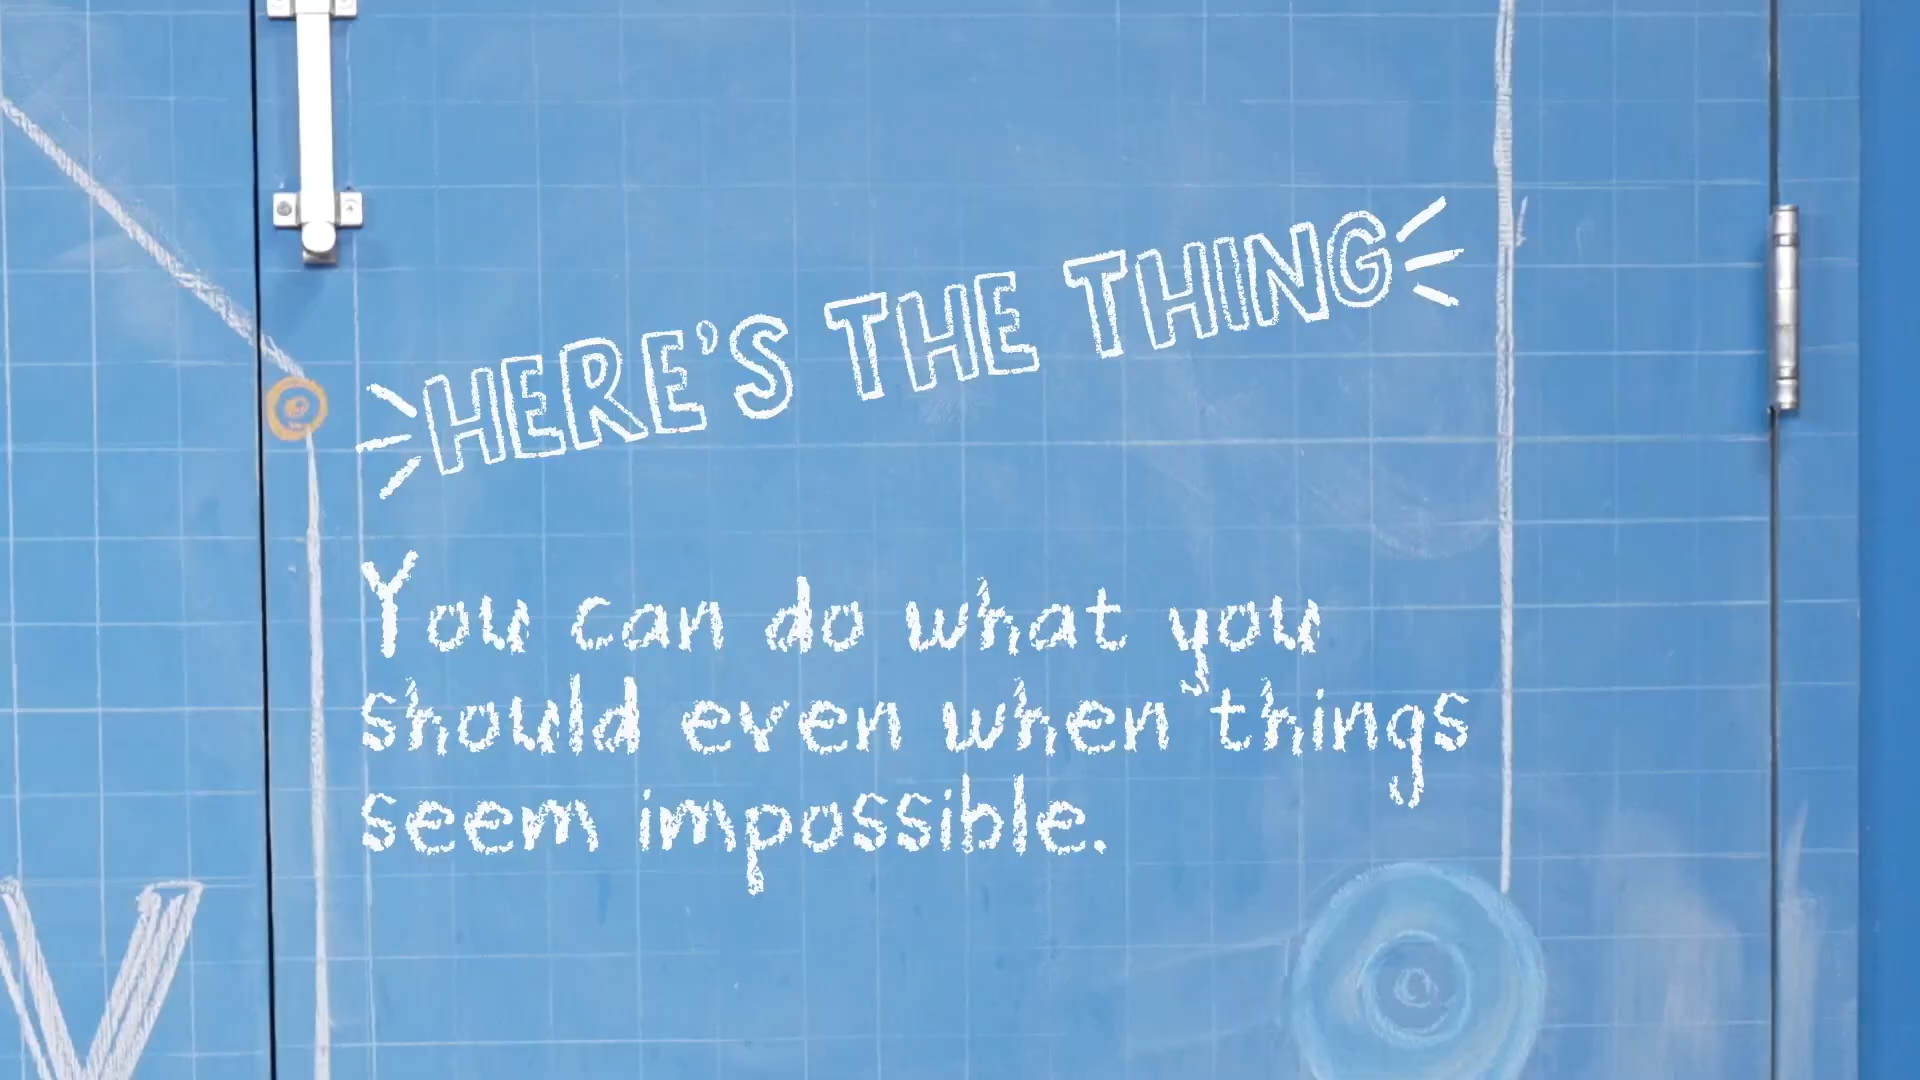 HERE'S THE THING
You can do what you
should even when things
seem impossible.
V